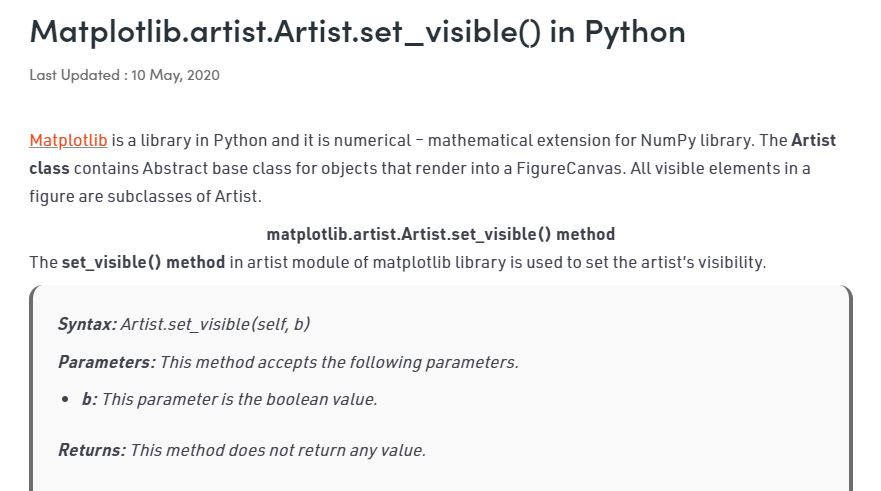 Matplotlib.artist.Artist.set_visible() in Python
Last Updated : 10 May, 2020
Matplotlib is a library in Python and it is numerical – mathematical extension for NumPy library. The Artist
class contains Abstract base class for objects that render into a FigureCanvas. All visible elements in a
figure are subclasses of Artist.
matplotlib.artist.Artist.set_visible() method
The set_visible() method in artist module of matplotlib library is used to set the artist’s visibility.
Syntax: Artist.set_visible(self, b)
Parameters: This method accepts the following parameters.
• b: This parameter is the boolean value.
Returns: This method does not return any value.